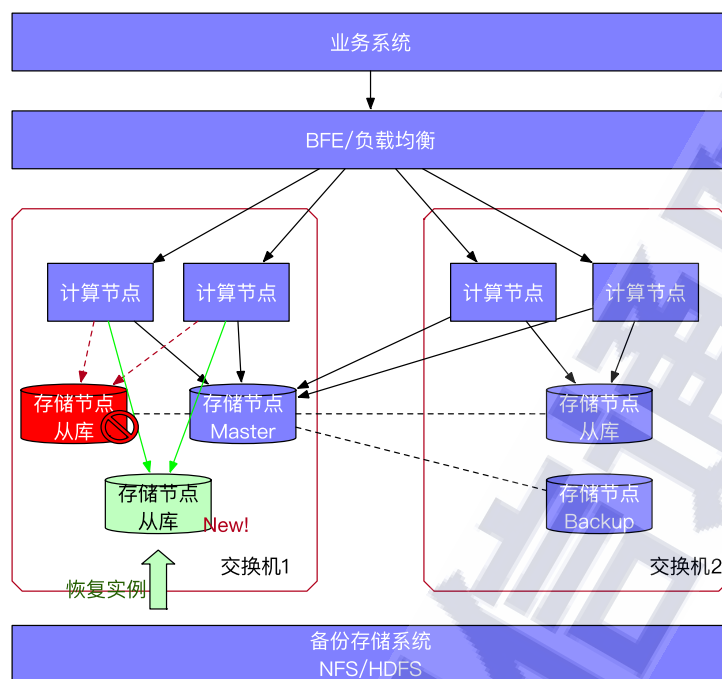 业务系统
BFE/负载均衡
计算节点
计算节点
计算节点
计算节点
存储节点
从库
存储节点
Master
存储节点
从库
存储节点
从库
New!
存储节点
Backup
交换机1
交换机2
恢复实例
备份存储系统
NFS/HDFS